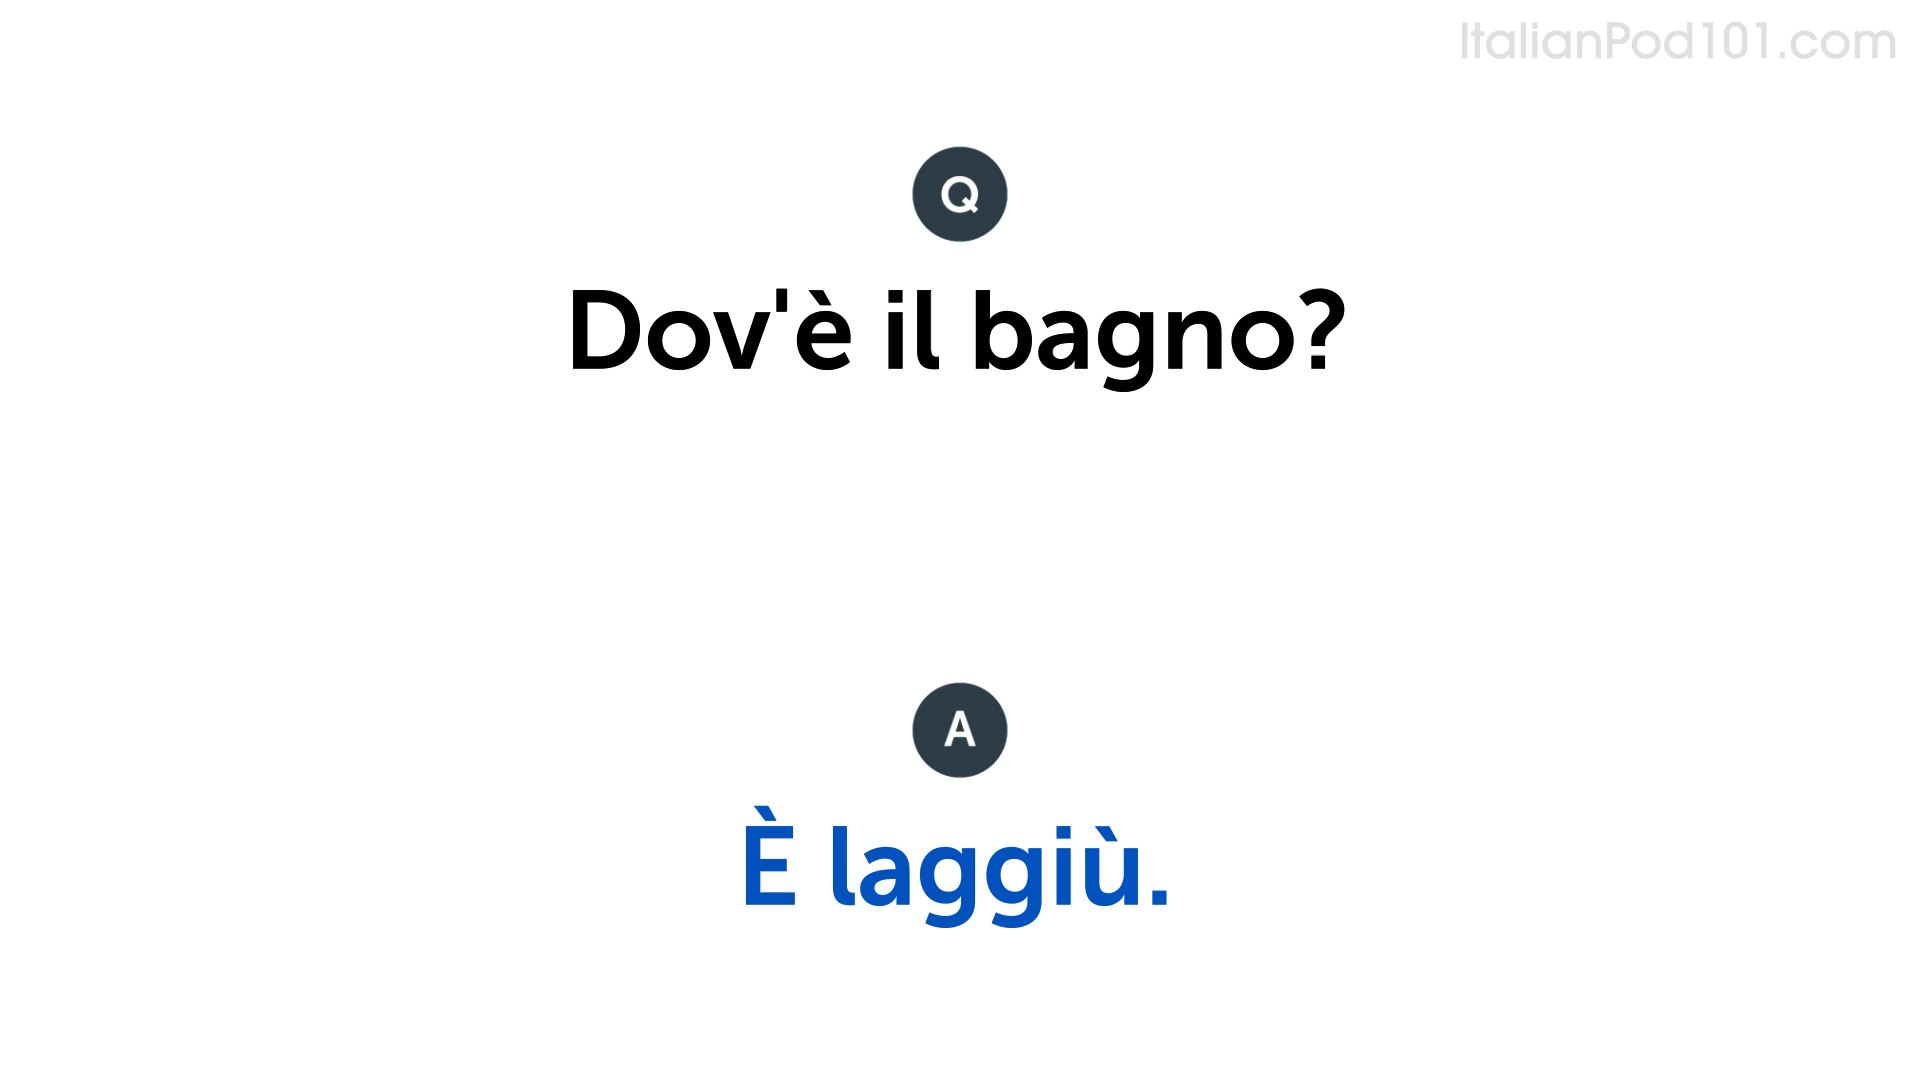 ItalianPod101.com
Q
Dov'è il bagno?
A
È laggiù.